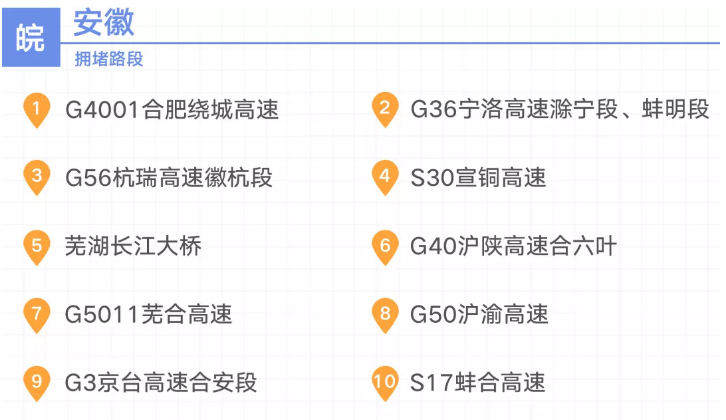 皖
安徽
拥堵路段
1 G4001合肥绕城高速
2 G36宁洛高速滁宁段、蚌明段
3 G56杭瑞高速徽杭段
4 S30宣铜高速
5 芜湖长江大桥
6 G40沪陕高速合六叶
7 G5011芜合高速
8 G50沪渝高速
9 G3京台高速合安段
10 S17蚌合高速